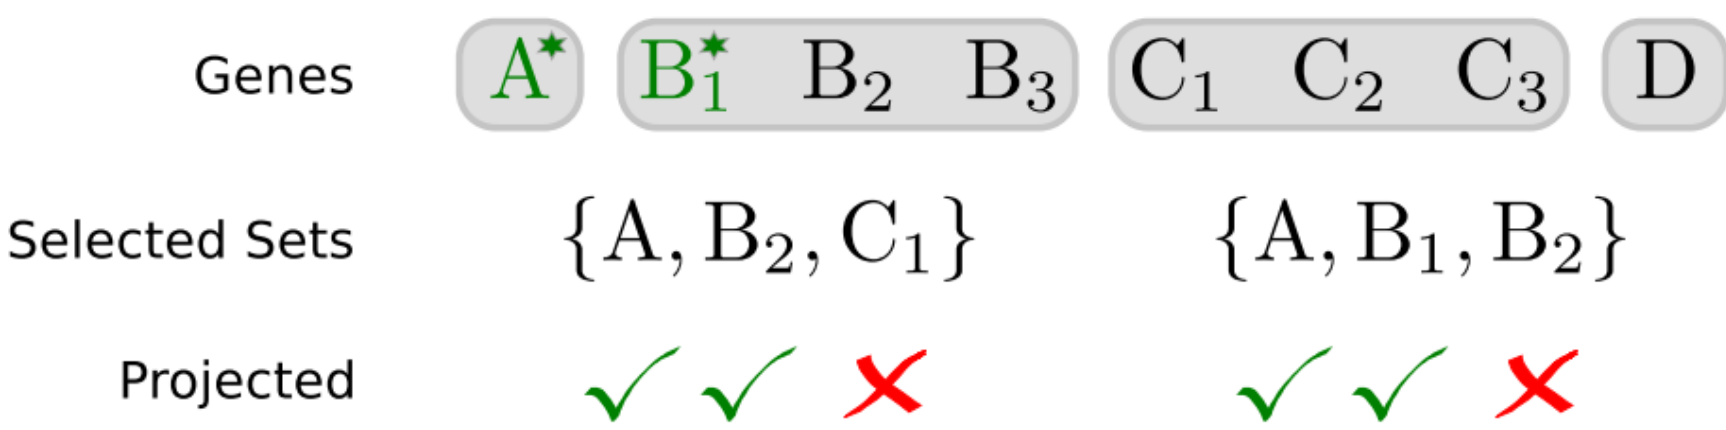 Genes A* B₁* B₂ B₃ C₁ C₂ C₃ D
Selected Sets {A, B₂, C₁} {A, B₁, B₂}
Projected ✓ ✓ ✗ ✓ ✓ ✗